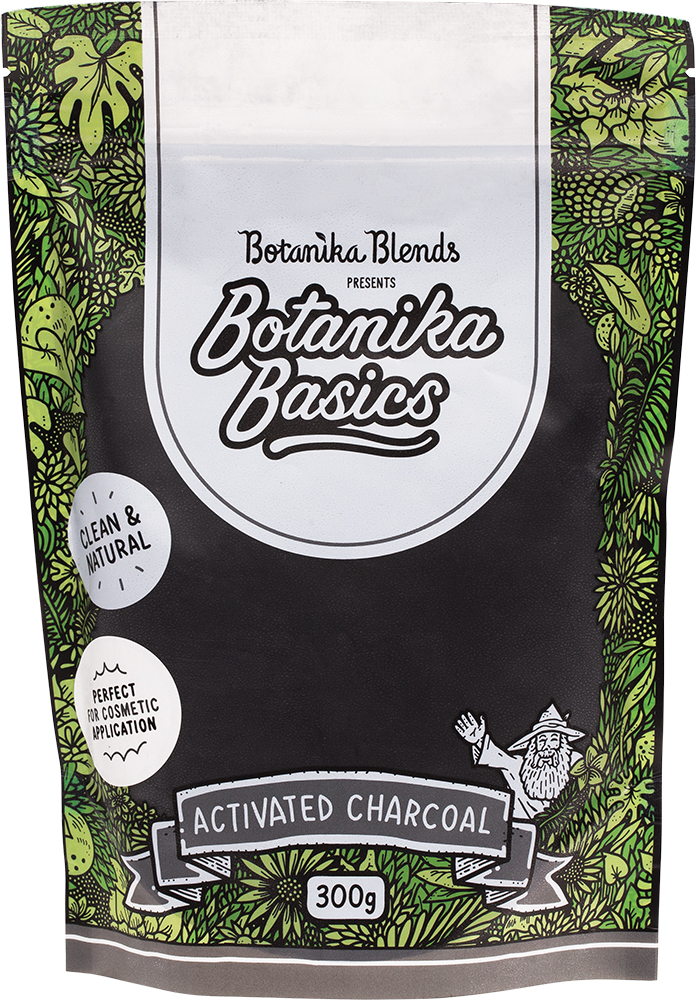 Botanika Blends
PRESENTS
Botanika
Basics
CLEAN &
NATURAL
PERFECT
FOR COSMETIC
APPLICATION
ACTIVATED CHARCOAL
300g